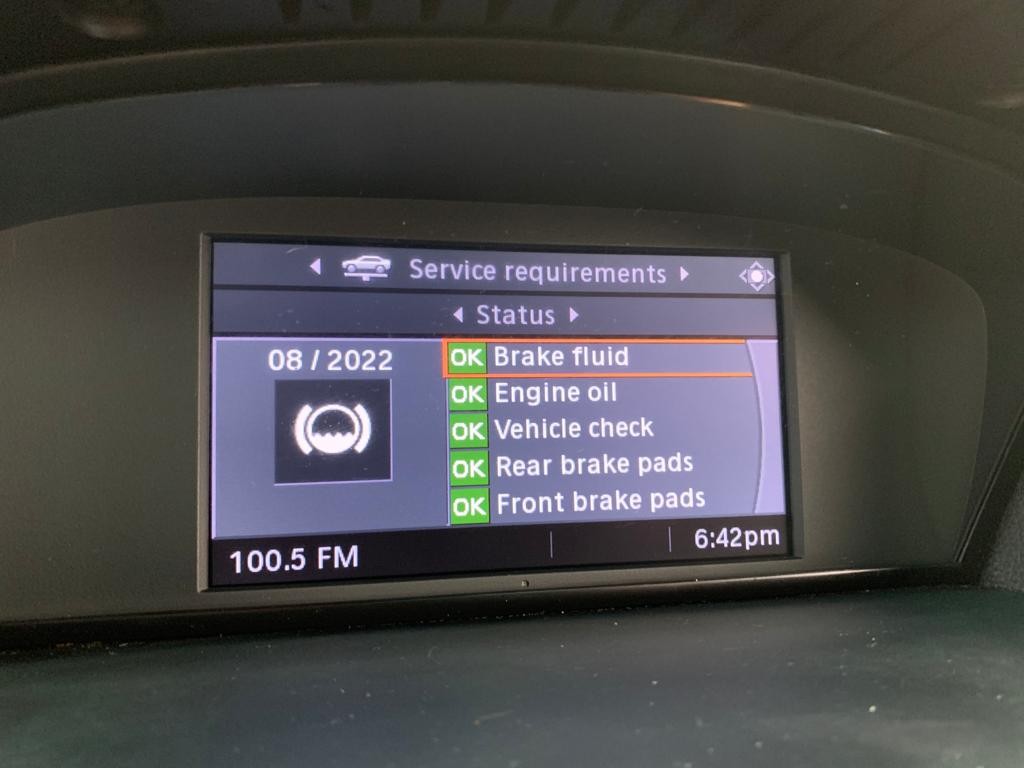 Service requirements
Status
08 / 2022
OK Brake fluid
OK Engine oil
OK Vehicle check
OK Rear brake pads
OK Front brake pads
100.5 FM
6:42pm